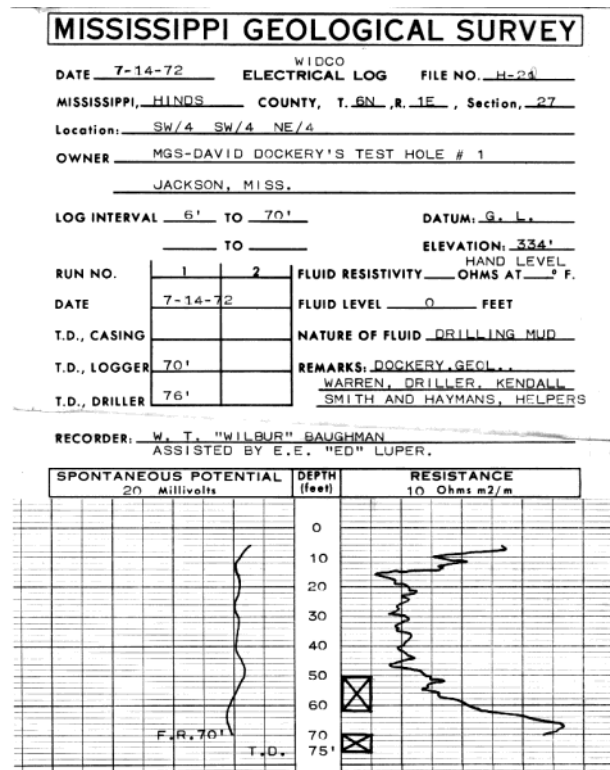 MISSISSIPPI GEOLOGICAL SURVEY
WIDCO
DATE 7-14-72 ELECTRICAL LOG FILE NO.
MISSISSIPPI, HINDS COUNTY, T. 6N ,R. 1E , Section, 27
Location: SW/4 SW/4 NE/4
OWNER MGS-DAVID DOCKERY'S TEST HOLE # 1
JACKSON, MISS.
LOG INTERVAL 6' TO 70' DATUM: G. L.
TO ELEVATION: 334'
HAND LEVEL
RUN NO. 1 2 FLUID RESISTIVITY OHMS AT ° F.
DATE 7-14-72 FLUID LEVEL 0 FEET
T.D., CASING NATURE OF FLUID DRILLING MUD
T.D., LOGGER 70' REMARKS: DOCKERY,GEOL..
WARREN, DRILLER, KENDALL
T.D., DRILLER 76' SMITH AND HAYMANS, HELPERS
RECORDER: W. T. "WILBUR" BAUGHMAN
ASSISTED BY E.E. "ED" LUPER.
SPONTANEOUS POTENTIAL DEPTH RESISTANCE
20 Millivolts (feet) 10 Ohms m2/m
0
10
20
30
40
50
60
F.R.70' 70
T.D. 75'